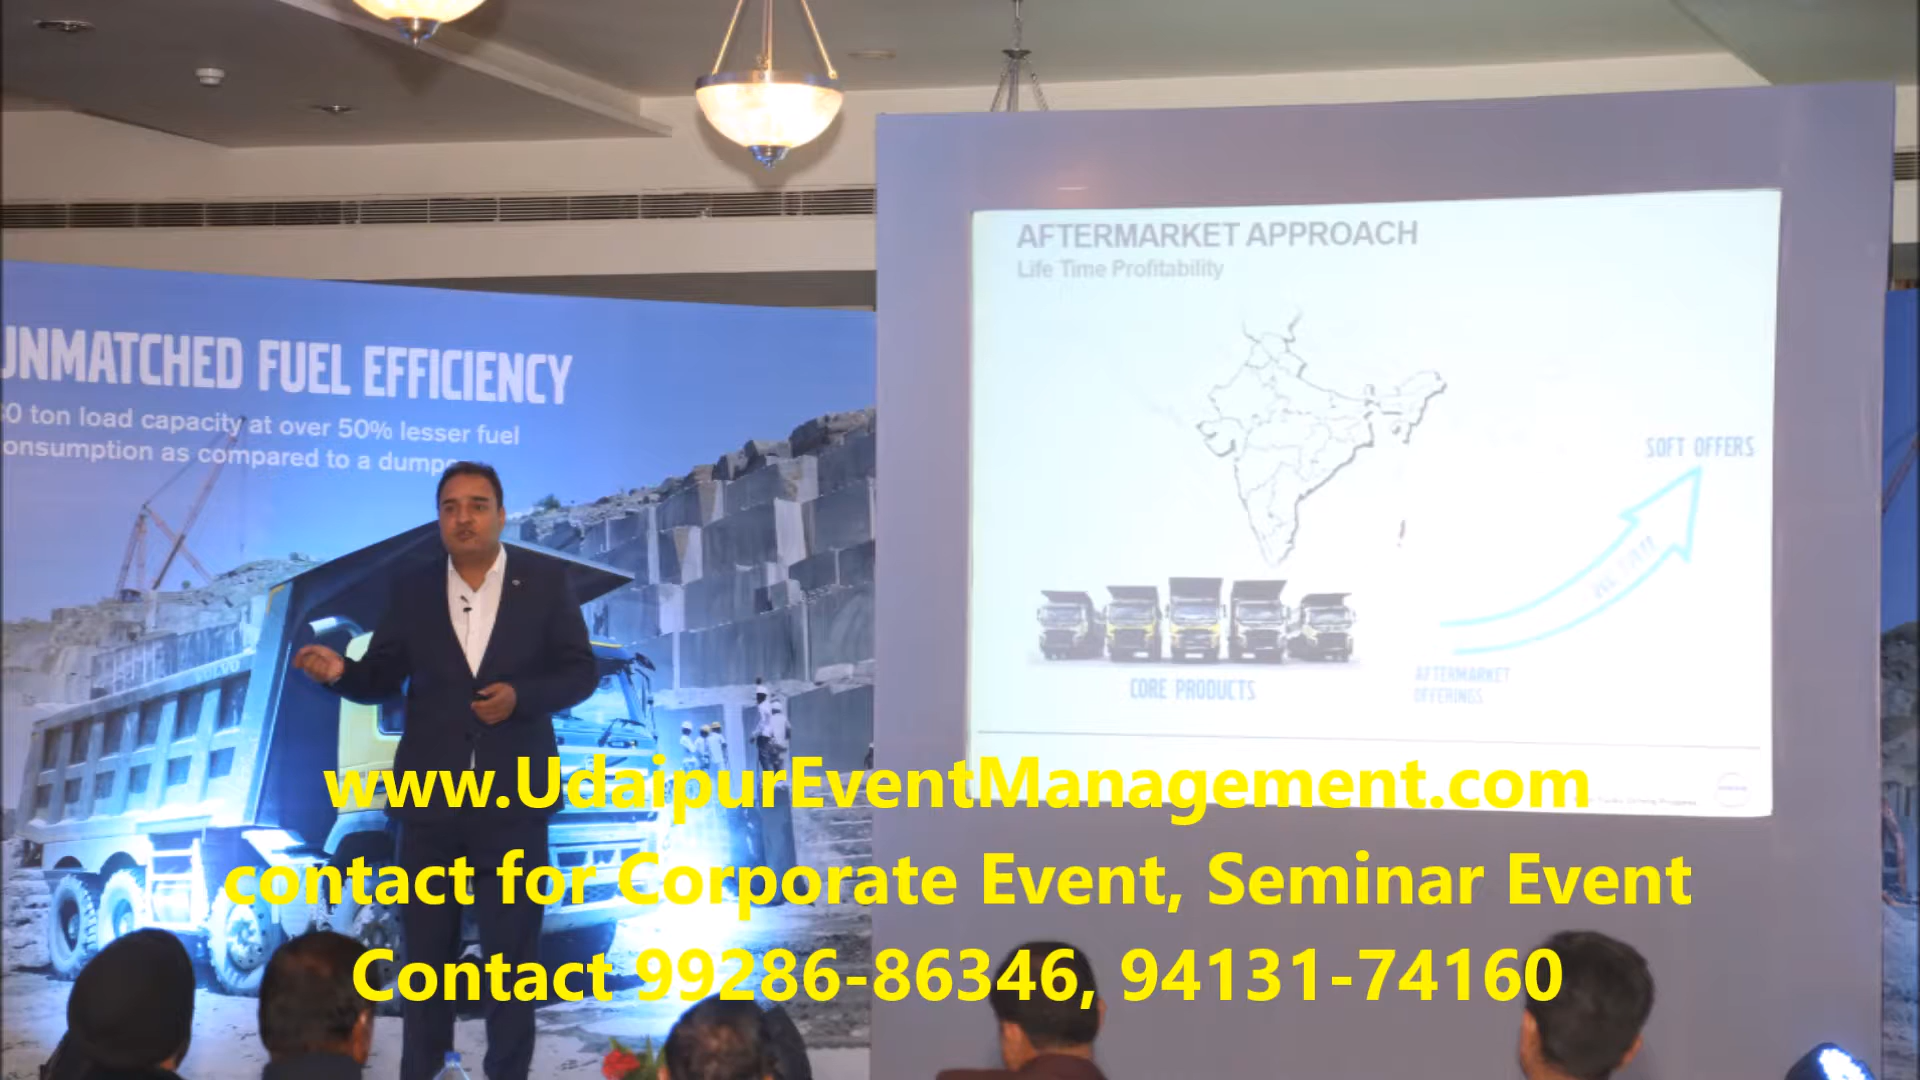 UNMATCHED FUEL EFFICIENCY
0 ton load capacity at over 50% lesser fuel
onsumption as compared to a dumpe
VOLVO
AFTERMARKET APPROACH
Life Time Profitability
SOFT OFFERS
CORE PRODUCTS
AFTERMARKET
OFFERINGS
www.UdaipurEventManagement.com
contact for Corporate Event, Seminar Event
Contact 99286-86346, 94131-74160